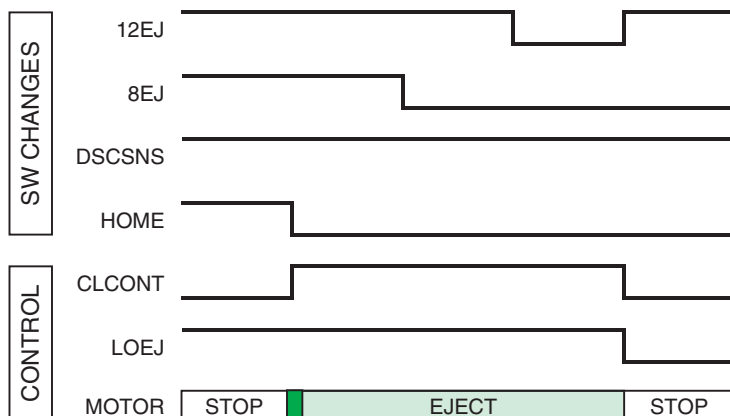 SW CHANGES
12EJ
8EJ
DSCSNS
HOME
CONTROL
CLCONT
LOEJ
MOTOR STOP EJECT STOP